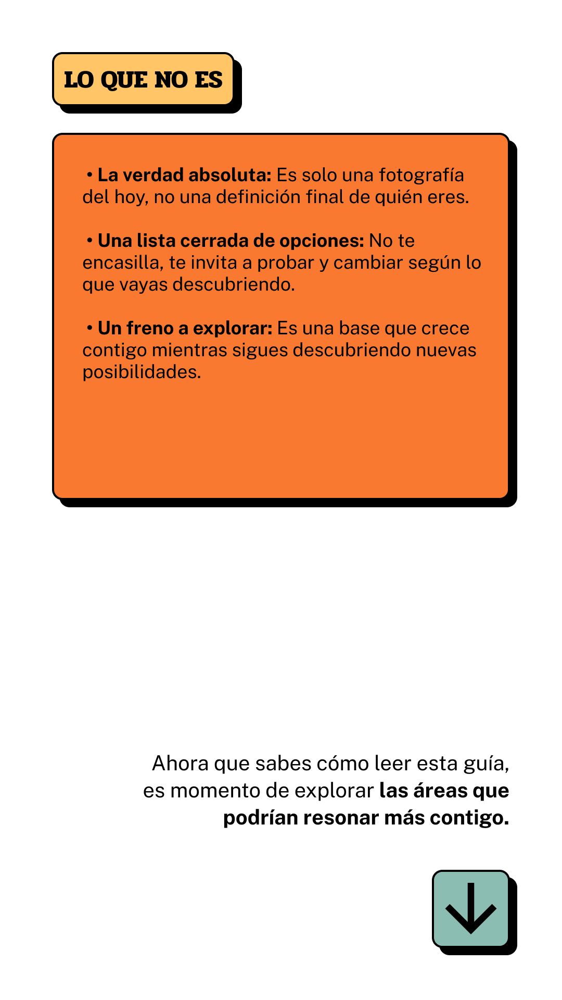 LO QUE NO ES
• La verdad absoluta: Es solo una fotografía
del hoy, no una definición final de quién eres.
• Una lista cerrada de opciones: No te
encasilla, te invita a probar y cambiar según lo
que vayas descubriendo.
• Un freno a explorar: Es una base que crece
contigo mientras sigues descubriendo nuevas
posibilidades.
Ahora que sabes cómo leer esta guía,
es momento de explorar las áreas que
podrían resonar más contigo.